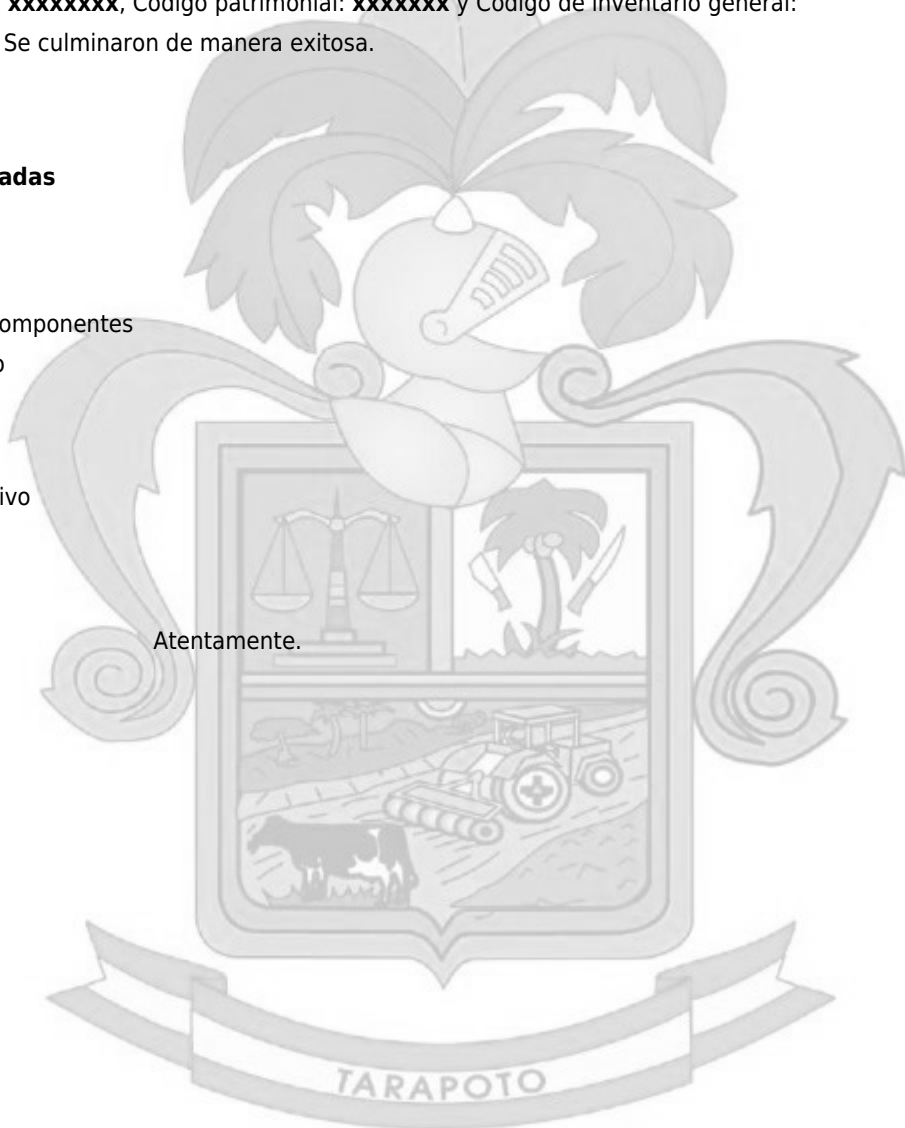 xxxxxxxx, Código patrimonial: xxxxxxx y Código de inventario general:
Se culminaron de manera exitosa.
adas
omponentes
o
ivo
Atentamente.
TARAPOTO